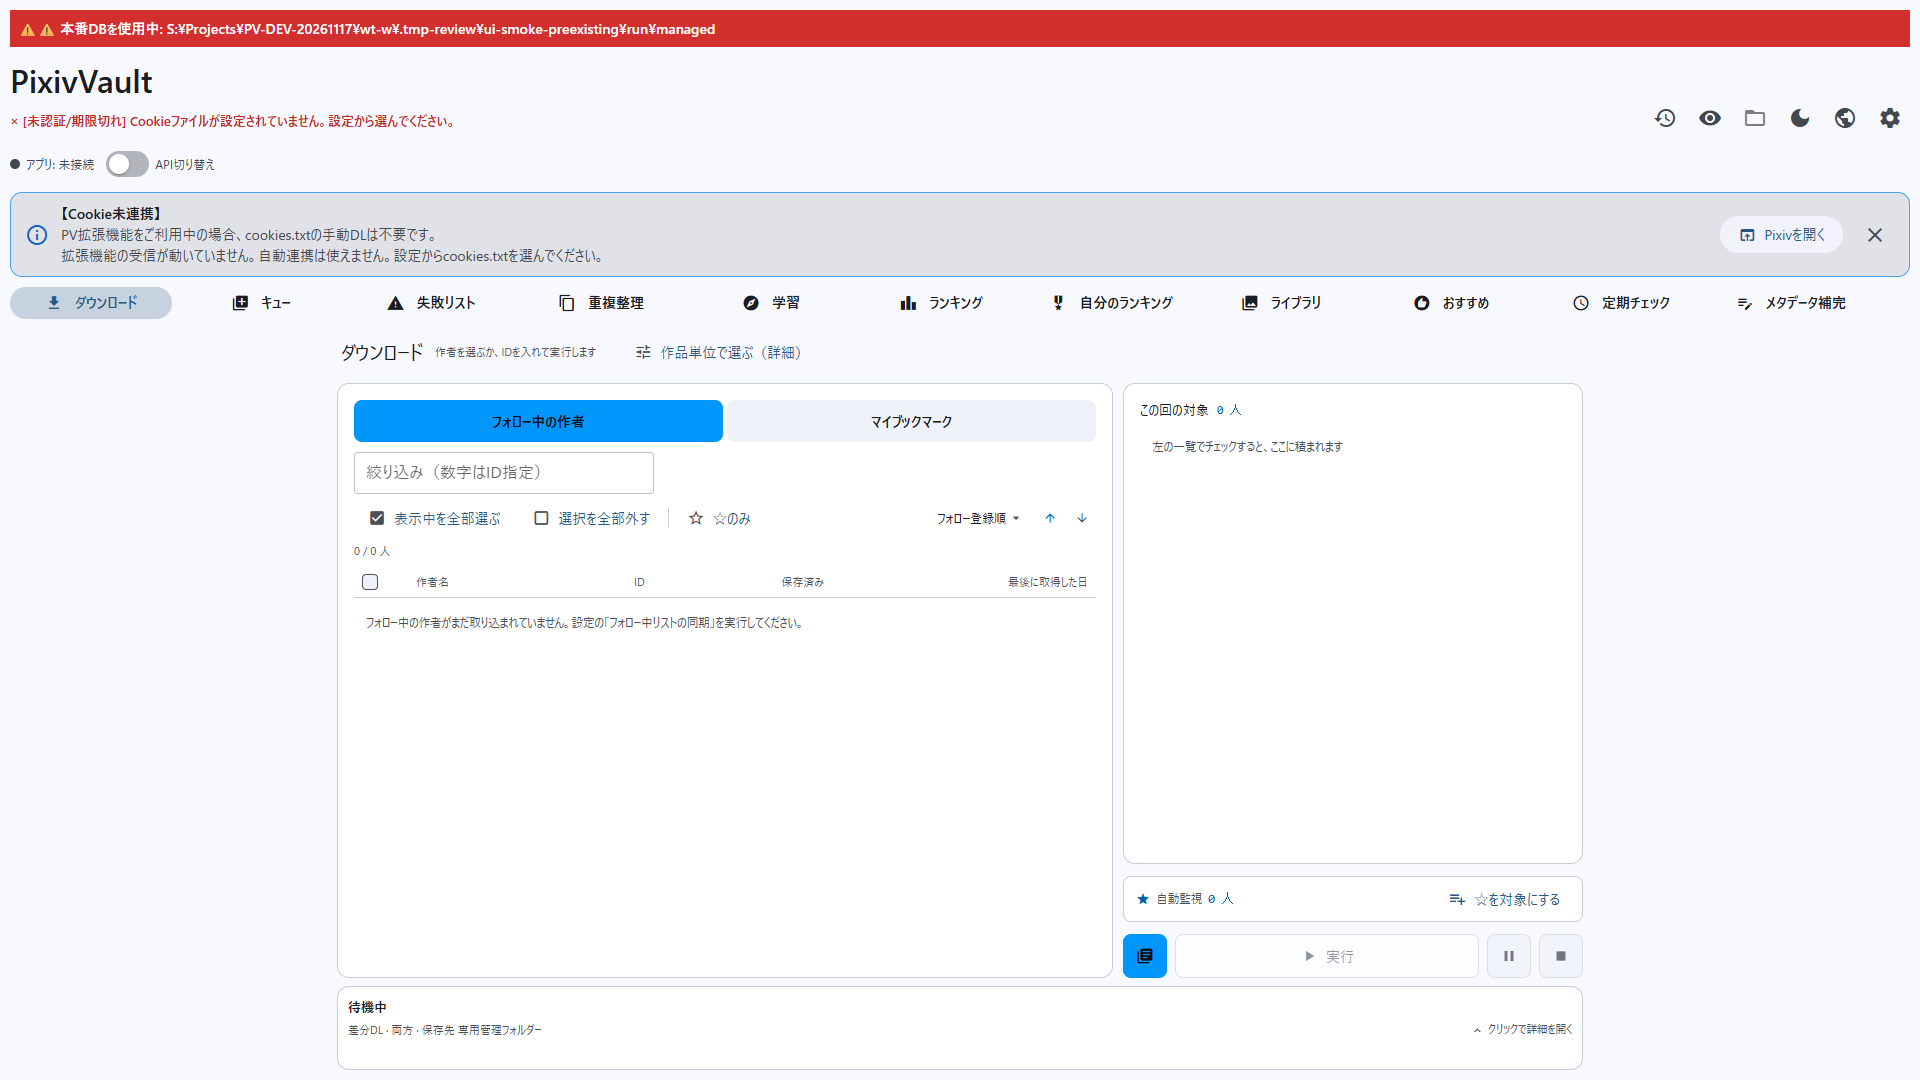 本番DBを使用中: S:¥Projects¥PV-DEV-20261117¥wt-w¥.tmp-review¥ui-smoke-preexisting¥run¥managed
PixivVault
× [未認証/期限切れ] Cookieファイルが設定されていません。設定から選んでください。
● アプリ: 未接続 API切り替え
【Cookie未連携】
PV拡張機能をご利用中の場合、cookies.txtの手動DLは不要です。
拡張機能の受信が動いていません。自動連携は使えません。設定からcookies.txtを選んでください。
Pixivを開く
ダウンロード キュー 失敗リスト 重複整理 学習 ランキング 自分のランキング ライブラリ おすすめ 定期チェック メタデータ補完
ダウンロード 作者を選ぶか、IDを入れて実行します 作品単位で選ぶ（詳細）
フォロー中の作者 マイブックマーク
絞り込み（数字はID指定）
表示中を全部選ぶ 選択を全部外す ☆のみ フォロー登録順
0 / 0 人
作者名 ID 保存済み 最後に取得した日
フォロー中の作者がまだ取り込まれていません。設定の「フォロー中リストの同期」を実行してください。
この回の対象 0 人
左の一覧でチェックすると、ここに積まれます
★ 自動監視 0 人 ☆を対象にする
実行
待機中
差分DL · 両方 · 保存先 専用管理フォルダー
クリックで詳細を開く